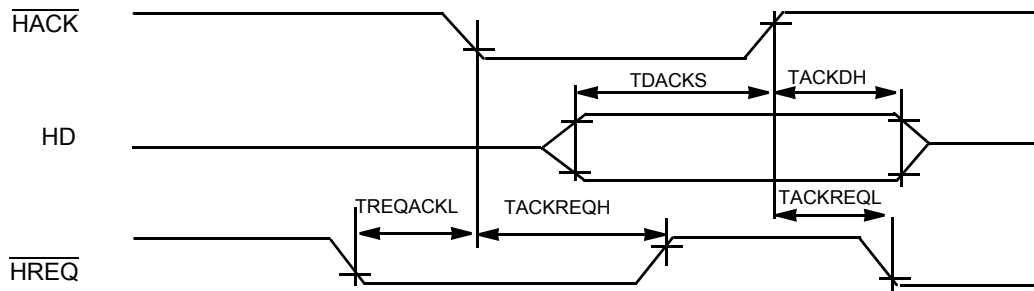 HACK
TDACKS
TACKDH
HD
TREQACKL
TACKREQH
TACKREQL
HREQ